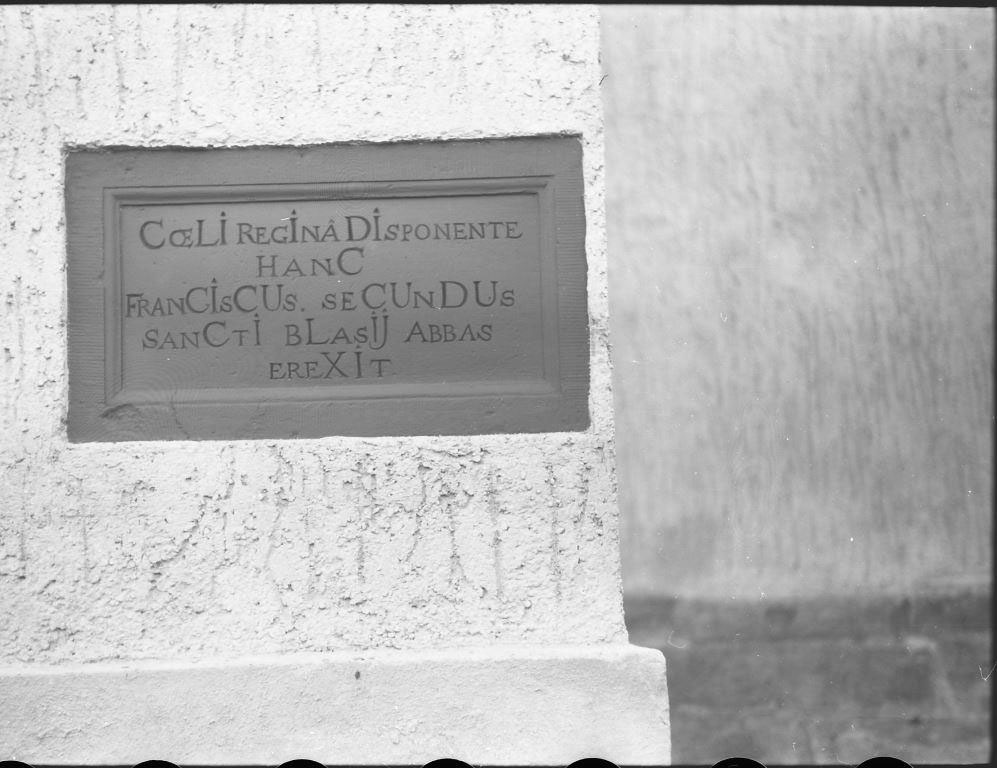 CœLI REGINÂ DISPONENTE
HANC
FRANCISCUS. SECUNDUS
SANCTI BLASIJ ABBAS
EREXIT.